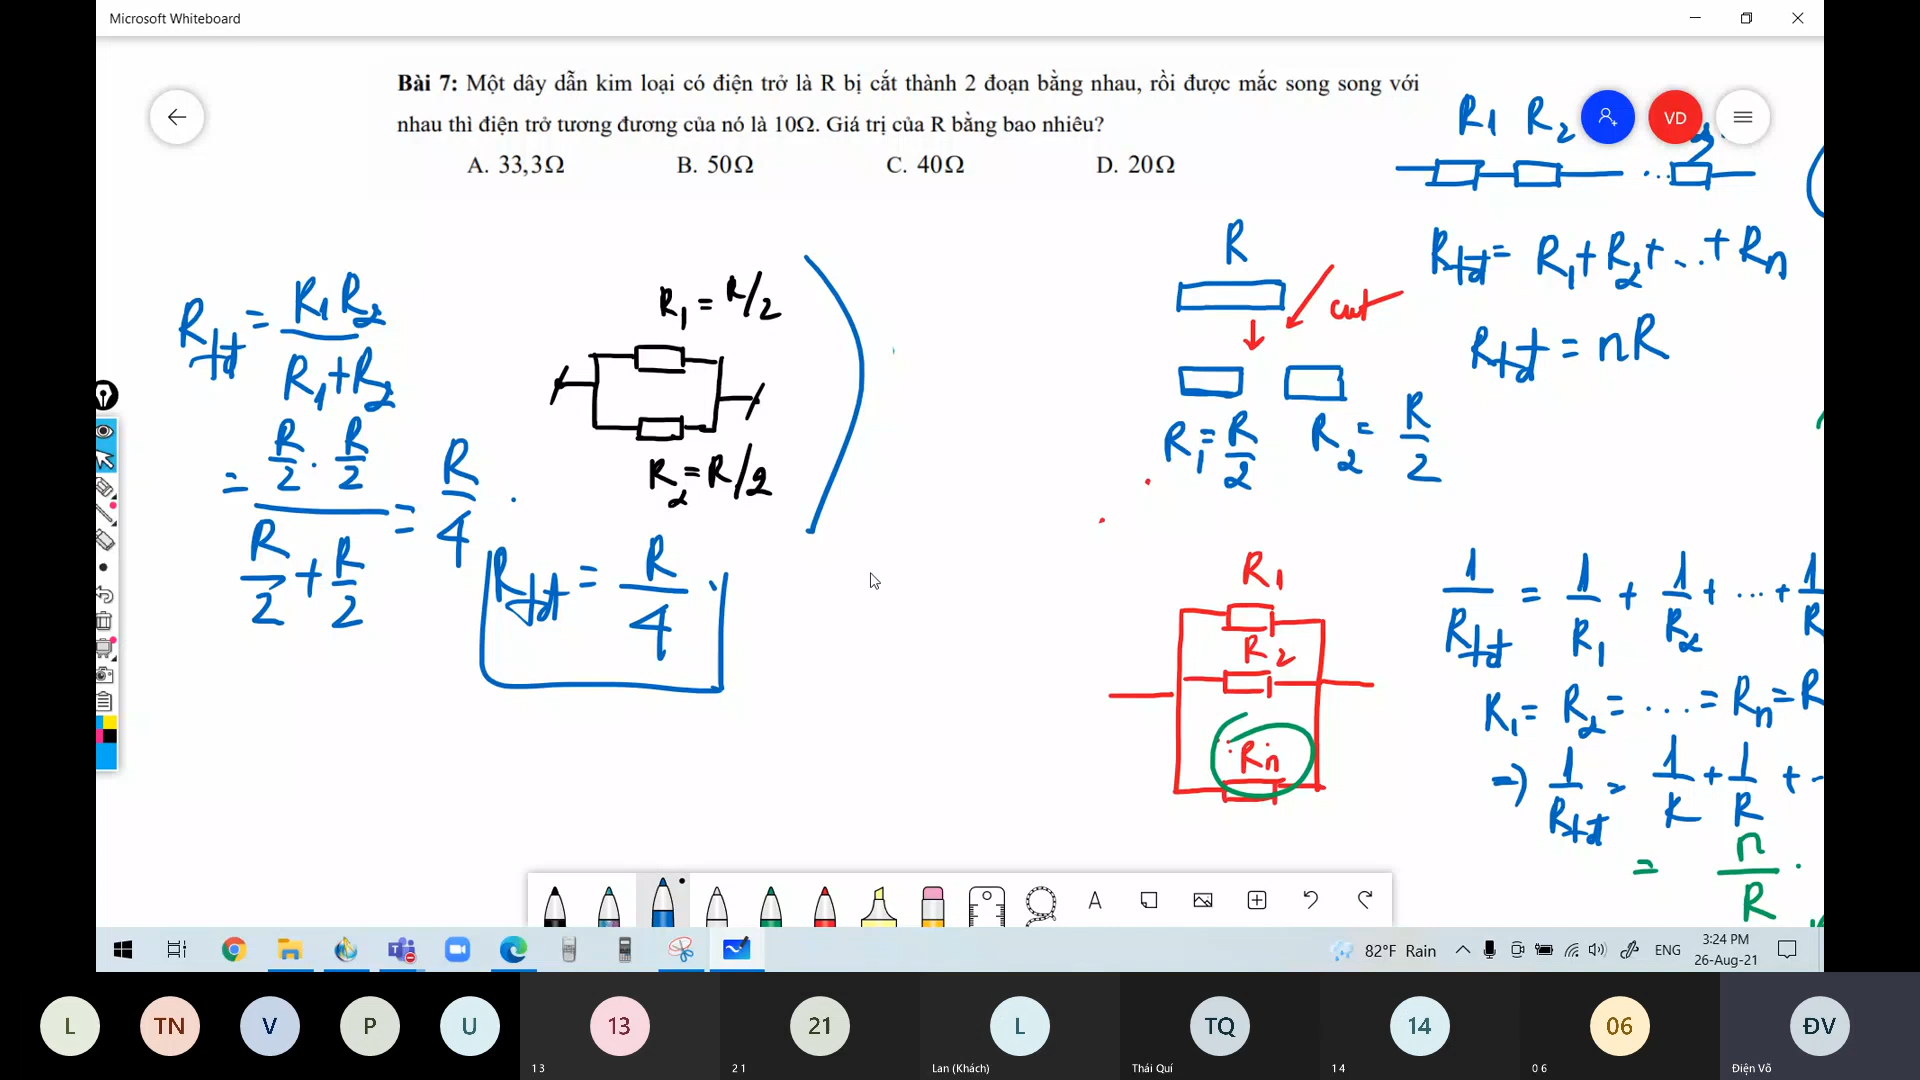 Microsoft Whiteboard
Bài 7: Một dây dẫn kim loại có điện trở là R bị cắt thành 2 đoạn bằng nhau, rồi được mắc song song với
nhau thì điện trở tương đương của nó là 10Ω. Giá trị của R bằng bao nhiêu?
A. 33,3Ω B. 50Ω C. 40Ω D. 20Ω
VD
R1 R2
Rtđ = R1 + R2 + ... + Rn
Rtđ = nR
R
cut
R1 = R/2 R2 = R/2
Rtđ = R1 R2 / R1 + R2
= R/2 . R/2 / R/2 + R/2 = R/4
R1 = R/2
R2 = R/2
Rtđ = R/4
R1
R2
Rn
1/Rtđ = 1/R1 + 1/R2 + ... + 1/R
R1 = R2 = ... = Rn = R
=) 1/Rtđ = 1/R + 1/R +
= n/R .
A
82°F Rain
ENG
3:24 PM
26-Aug-21
L TN V P U 13 21 L TQ 14 06 ĐV
13 21 Lan (Khách) Thái Quí 14 06 Điện Võ